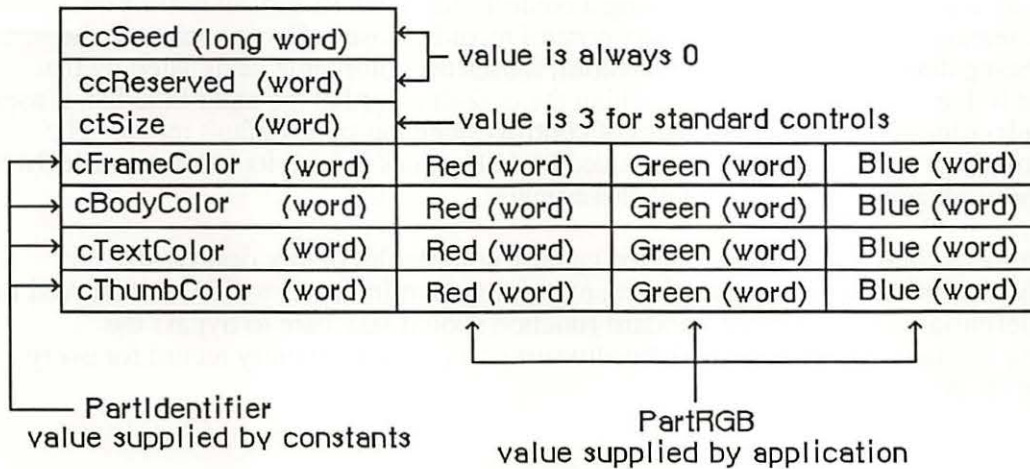 ccSeed (long word)
value is always 0
ccReserved (word)
ctSize (word)
value is 3 for standard controls
cFrameColor (word) Red (word) Green (word) Blue (word)
cBodyColor (word) Red (word) Green (word) Blue (word)
cTextColor (word) Red (word) Green (word) Blue (word)
cThumbColor (word) Red (word) Green (word) Blue (word)
PartIdentifier
value supplied by constants
PartRGB
value supplied by application